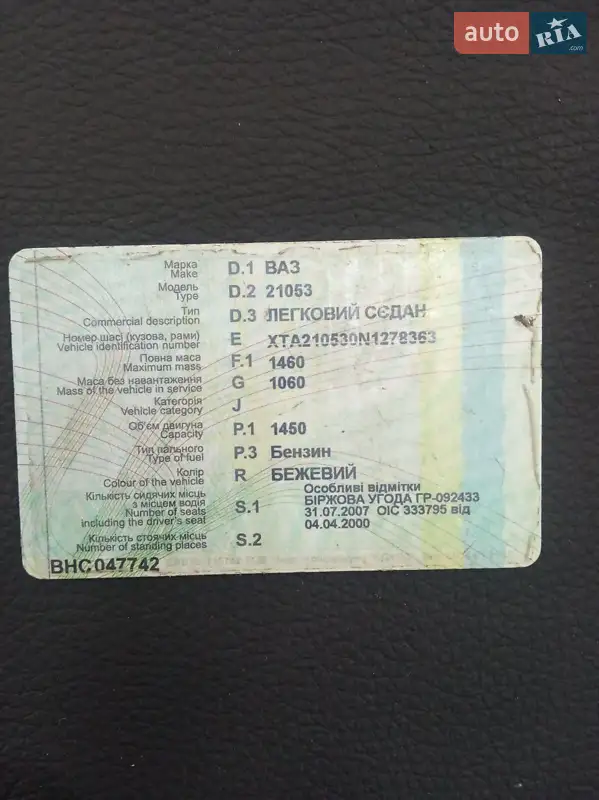 auto RIA .com
Марка D.1 ВАЗ
Make
Модель D.2 21053
Type
Тип D.3 ЛЕГКОВИЙ СЄДАН
Commercial description
Номер шасі (кузова, рами) E XTA210530N1278363
Vehicle identification number
Повна маса F.1 1460
Maximum mass
Маса без навантаження G 1060
Mass of the vehicle in service
Категорія J
Vehicle category
Об'єм двигуна P.1 1450
Capacity
Тип пального P.3 Бензин
Type of fuel
Колір R БЕЖЕВИЙ
Colour of the vehicle
Кількість сидячих місць S.1 Особливі відмітки
з місцем водія БІРЖОВА УГОДА ГР-092433
Number of seats 31.07.2007 ОІС 333795 від
including the driver's seat 04.04.2000
Кількість стоячих місць S.2
Number of standing places
ВНС047742